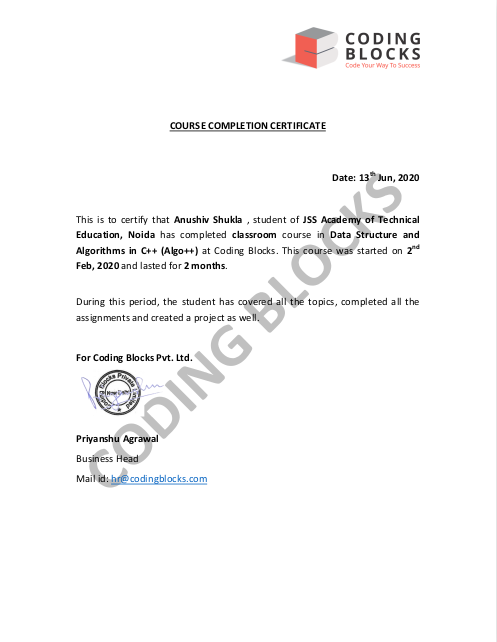 CODING
BLOCKS
Code Your Way To Success
COURSE COMPLETION CERTIFICATE
Date: 13th Jun, 2020
This is to certify that Anushiv Shukla , student of JSS Academy of Technical
Education, Noida has completed classroom course in Data Structure and
Algorithms in C++ (Algo++) at Coding Blocks. This course was started on 2nd
Feb, 2020 and lasted for 2 months.
During this period, the student has covered all the topics, completed all the
assignments and created a project as well.
For Coding Blocks Pvt. Ltd.
Coding Blocks Private Limited
New Delhi
Priyanshu Agrawal
Business Head
Mail id: hr@codingblocks.com
CODING BLOCKS